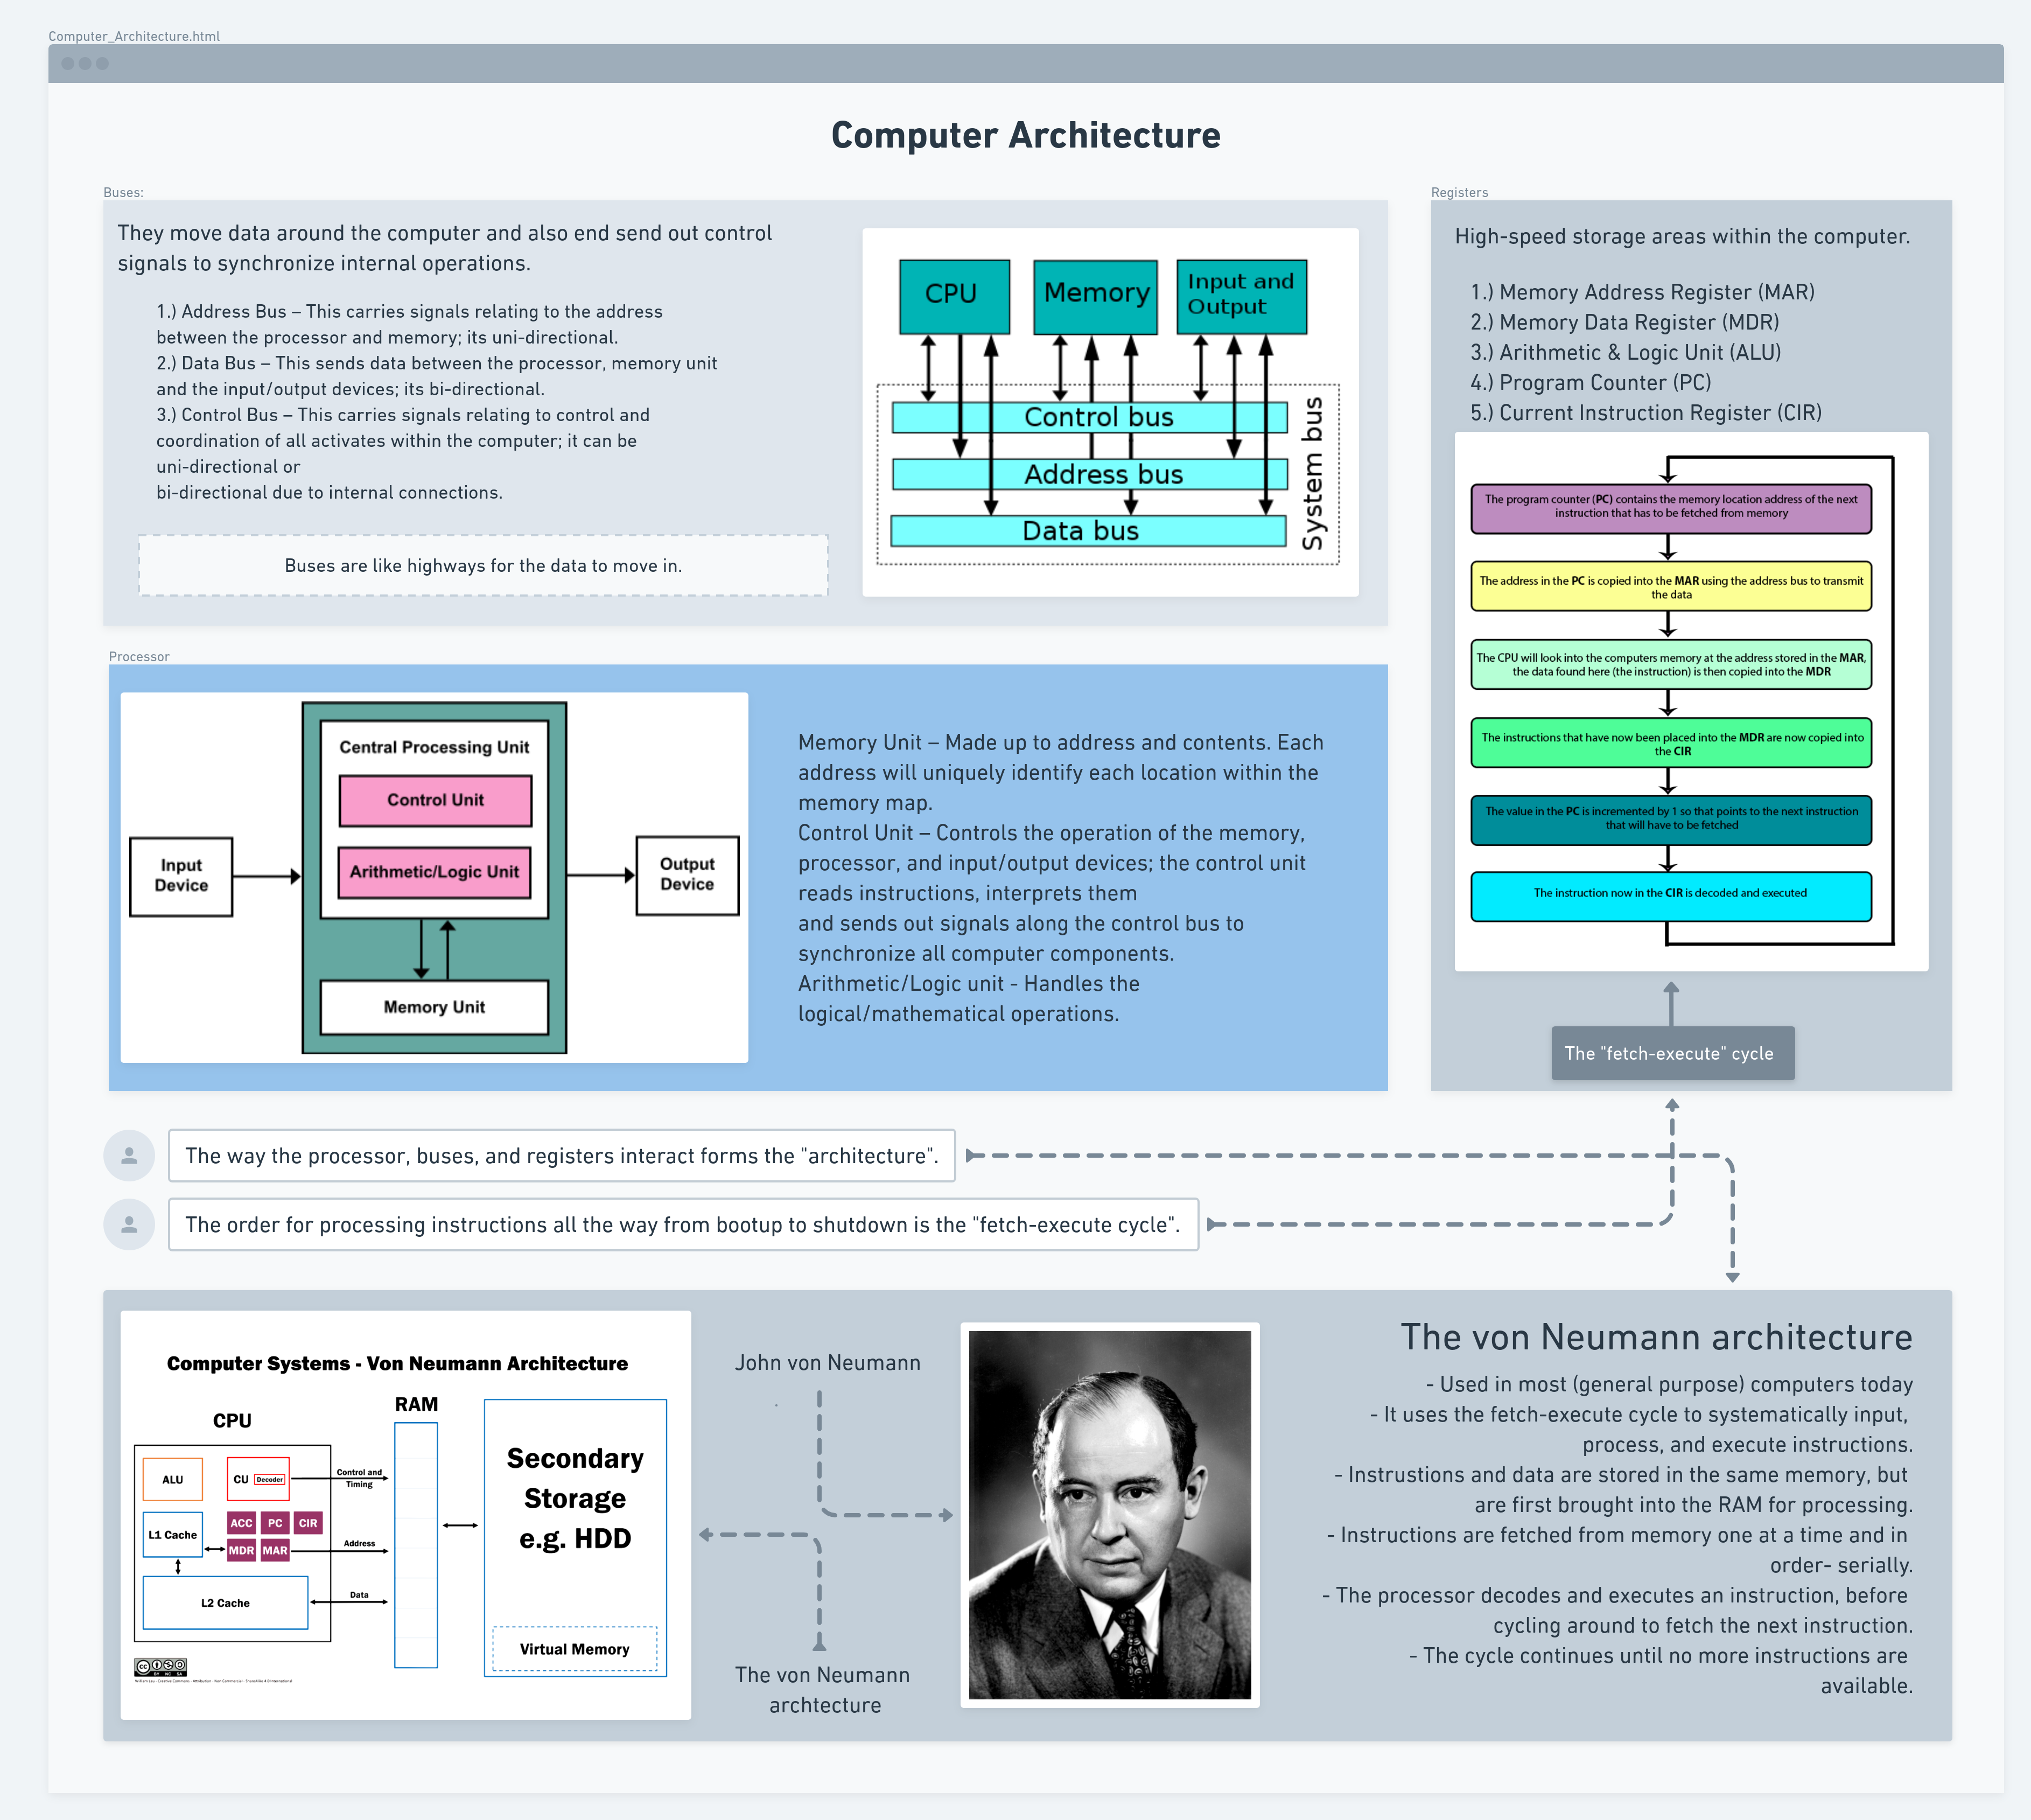 Computer_Architecture.html
Computer Architecture
Buses:
They move data around the computer and also end send out control
signals to synchronize internal operations.
1.) Address Bus – This carries signals relating to the address
between the processor and memory; its uni-directional.
2.) Data Bus – This sends data between the processor, memory unit
and the input/output devices; its bi-directional.
3.) Control Bus – This carries signals relating to control and
coordination of all activates within the computer; it can be
uni-directional or
bi-directional due to internal connections.
Buses are like highways for the data to move in.
CPU
Memory
Input and
Output
Control bus
Address bus
Data bus
System bus
Registers
High-speed storage areas within the computer.
1.) Memory Address Register (MAR)
2.) Memory Data Register (MDR)
3.) Arithmetic & Logic Unit (ALU)
4.) Program Counter (PC)
5.) Current Instruction Register (CIR)
The program counter (PC) contains the memory location address of the next
instruction that has to be fetched from memory
The address in the PC is copied into the MAR using the address bus to transmit
the data
The CPU will look into the computers memory at the address stored in the MAR,
the data found here (the instruction) is then copied into the MDR
The instructions that have now been placed into the MDR are now copied into
the CIR
The value in the PC is incremented by 1 so that points to the next instruction
that will have to be fetched
The instruction now in the CIR is decoded and executed
The "fetch-execute" cycle
Processor
Central Processing Unit
Control Unit
Arithmetic/Logic Unit
Input
Device
Output
Device
Memory Unit
Memory Unit – Made up to address and contents. Each
address will uniquely identify each location within the
memory map.
Control Unit – Controls the operation of the memory,
processor, and input/output devices; the control unit
reads instructions, interprets them
and sends out signals along the control bus to
synchronize all computer components.
Arithmetic/Logic unit - Handles the
logical/mathematical operations.
The way the processor, buses, and registers interact forms the "architecture".
The order for processing instructions all the way from bootup to shutdown is the "fetch-execute cycle".
Computer Systems - Von Neumann Architecture
CPU
RAM
ALU
CU
Decoder
Control and
Timing
L1 Cache
ACC
PC
CIR
MDR
MAR
Address
L2 Cache
Data
Secondary
Storage
e.g. HDD
Virtual Memory
CC BY NC SA
William Lau - Creative Commons - Attribution - Non Commercial - ShareAlike 4.0 International
John von Neumann
.
The von Neumann
archtecture
The von Neumann architecture
- Used in most (general purpose) computers today
- It uses the fetch-execute cycle to systematically input,
process, and execute instructions.
- Instrustions and data are stored in the same memory, but
are first brought into the RAM for processing.
- Instructions are fetched from memory one at a time and in
order- serially.
- The processor decodes and executes an instruction, before
cycling around to fetch the next instruction.
- The cycle continues until no more instructions are
available.